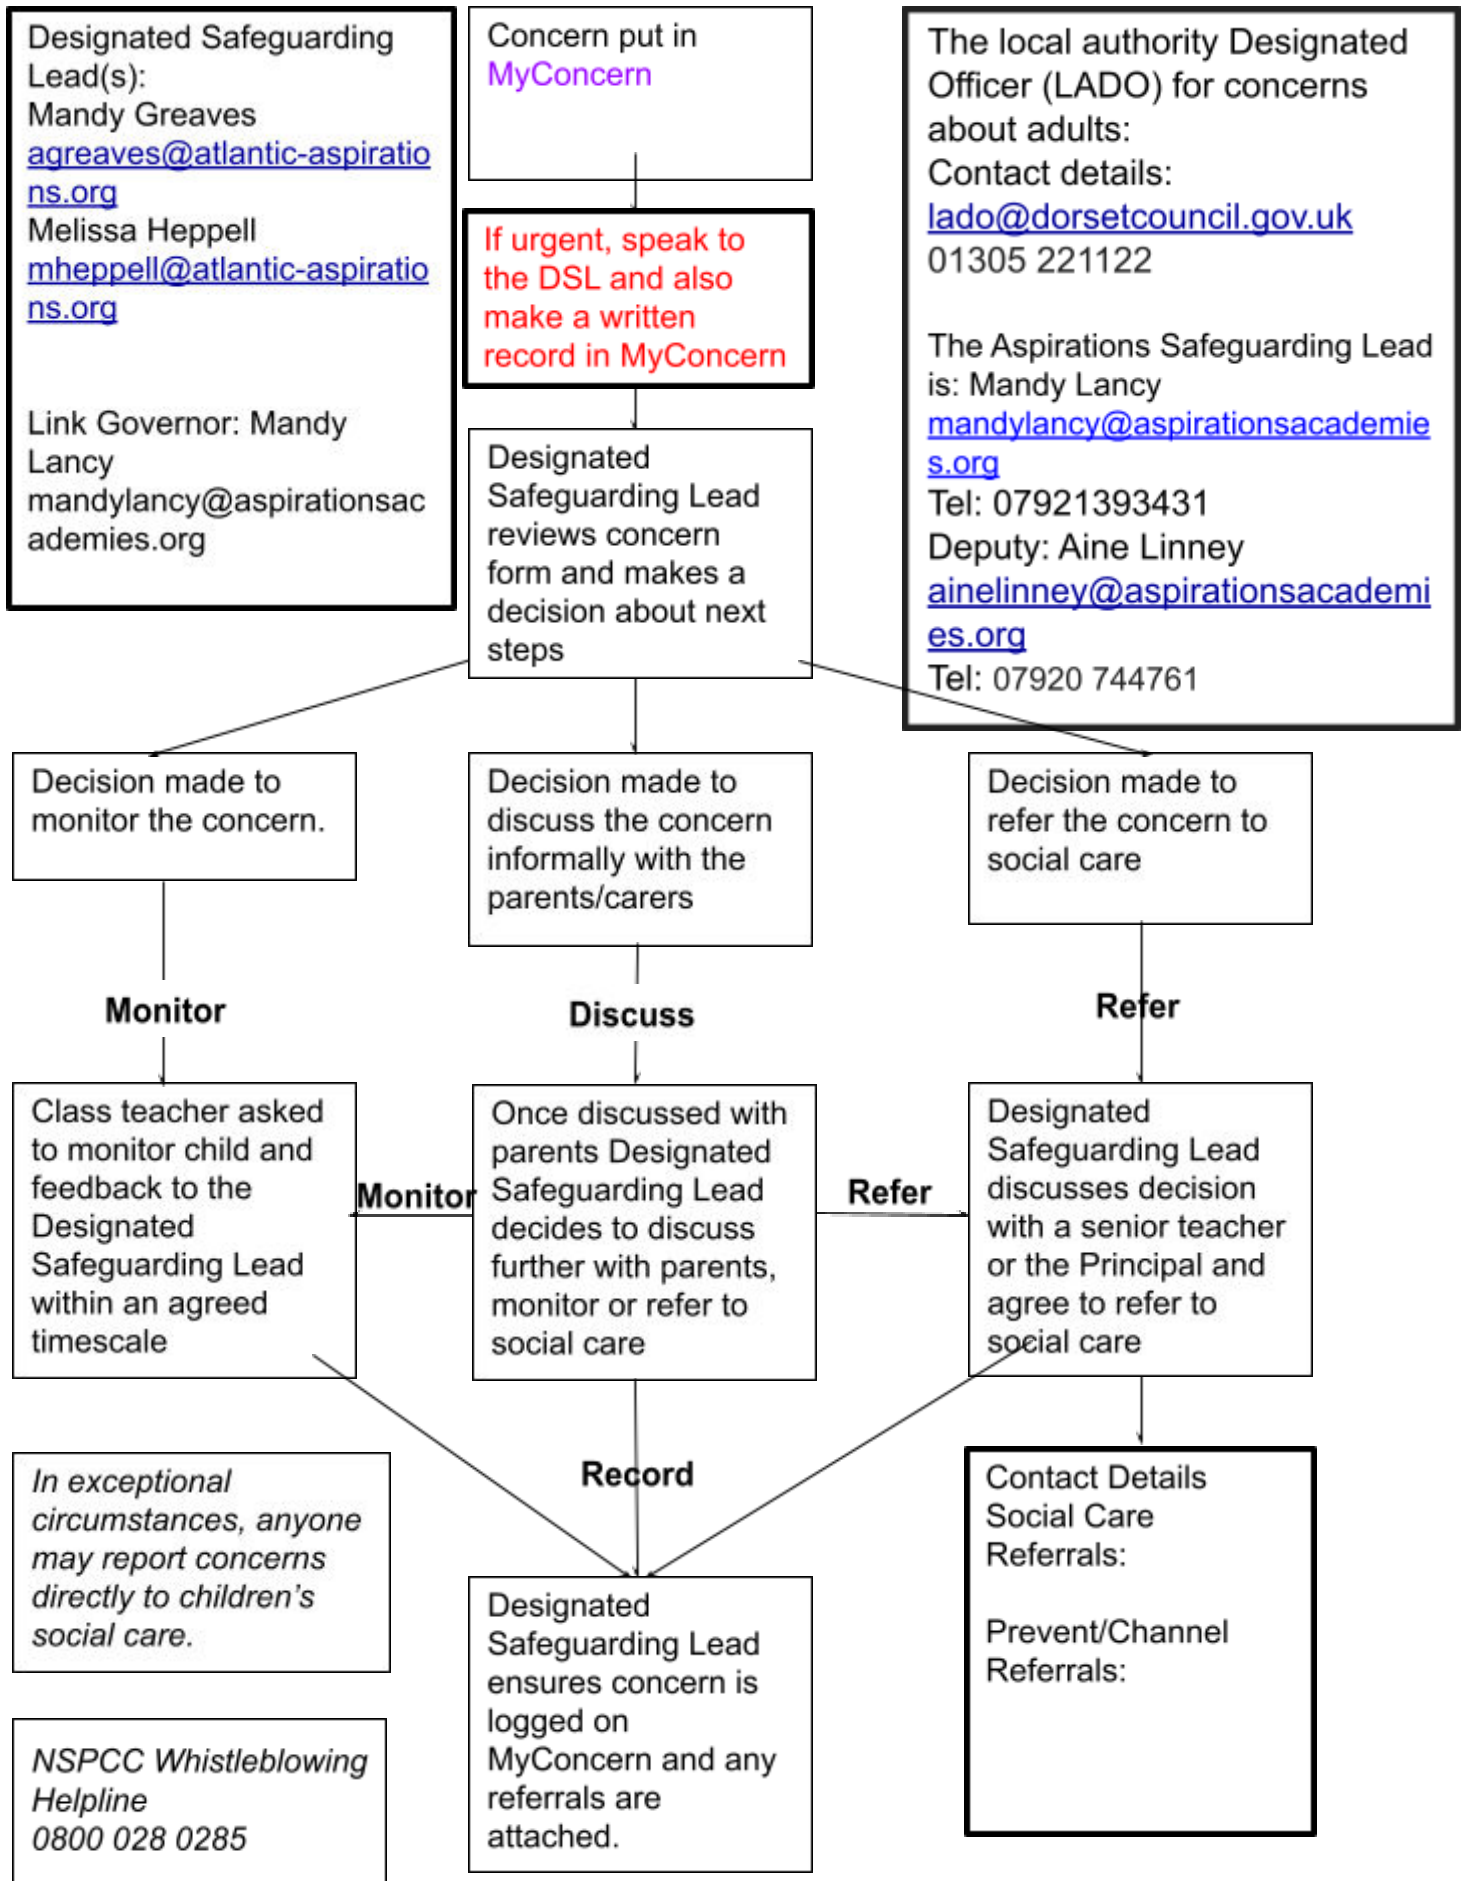 Designated Safeguarding
Lead(s):
Mandy Greaves
agreaves@atlantic-aspiratio
ns.org
Melissa Heppell
mheppell@atlantic-aspiratio
ns.org
Link Governor: Mandy
Lancy
mandylancy@aspirationsac
ademies.org
Concern put in
MyConcern
If urgent, speak to
the DSL and also
make a written
record in MyConcern
Designated
Safeguarding Lead
reviews concern
form and makes a
decision about next
steps
The local authority Designated
Officer (LADO) for concerns
about adults:
Contact details:
lado@dorsetcouncil.gov.uk
01305 221122
The Aspirations Safeguarding Lead
is: Mandy Lancy
mandylancy@aspirationsacademie
s.org
Tel: 07921393431
Deputy: Aine Linney
ainelinney@aspirationsacademi
es.org
Tel: 07920 744761
Decision made to
monitor the concern.
Decision made to
discuss the concern
informally with the
parents/carers
Decision made to
refer the concern to
social care
Monitor
Discuss
Refer
Class teacher asked
to monitor child and
feedback to the
Designated
Safeguarding Lead
within an agreed
timescale
Monitor
Once discussed with
parents Designated
Safeguarding Lead
decides to discuss
further with parents,
monitor or refer to
social care
Refer
Designated
Safeguarding Lead
discusses decision
with a senior teacher
or the Principal and
agree to refer to
social care
In exceptional
circumstances, anyone
may report concerns
directly to children's
social care.
Record
Contact Details
Social Care
Referrals:
Prevent/Channel
Referrals:
Designated
Safeguarding Lead
ensures concern is
logged on
MyConcern and any
referrals are
attached.
NSPCC Whistleblowing
Helpline
0800 028 0285